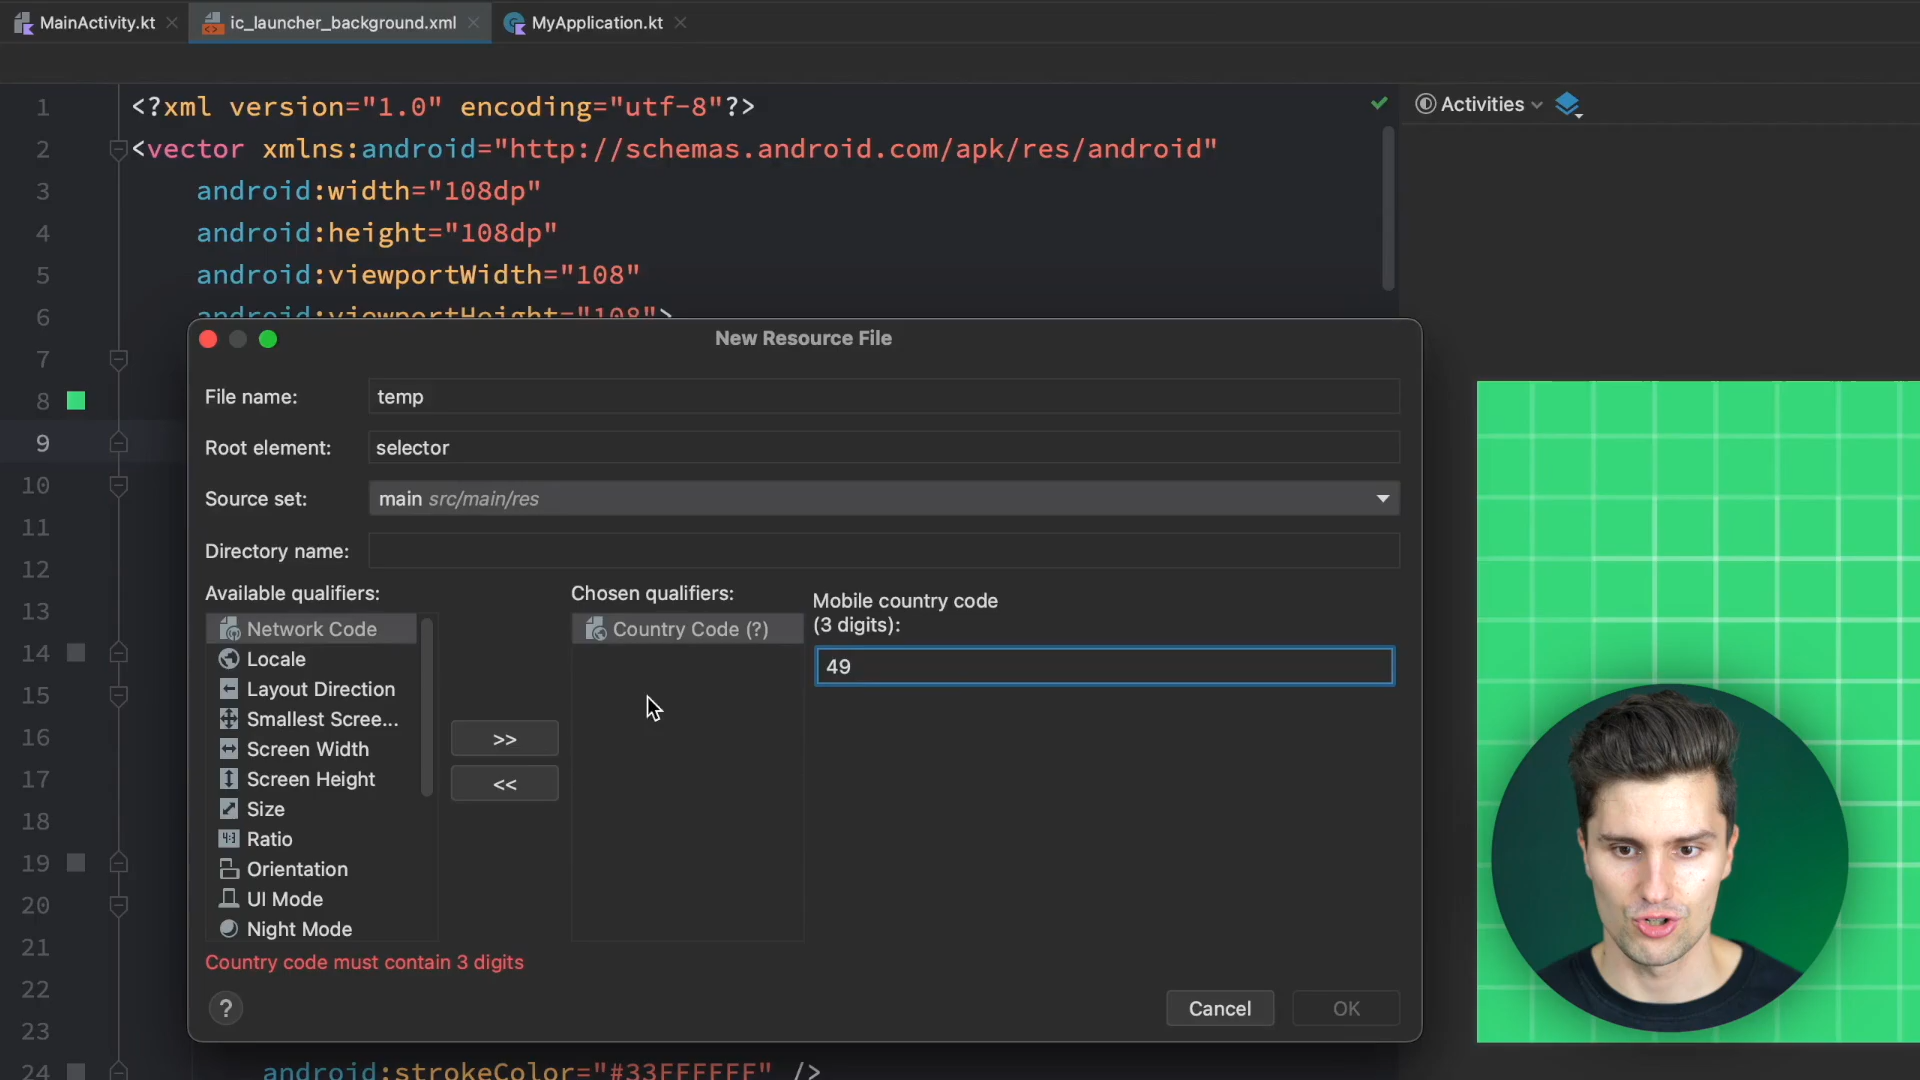 MainActivity.kt
ic_launcher_background.xml
MyApplication.kt
1 <?xml version="1.0" encoding="utf-8"?>
2 <vector xmlns:android="http://schemas.android.com/apk/res/android"
3 android:width="108dp"
4 android:height="108dp"
5 android:viewportWidth="108"
6 android:viewportHeight="108">
7
8
9
10
11
12
13
14
15
16
17
18
19
20
21
22
23
24 android:strokeColor="#33FFFFFF" />
Activities
New Resource File
File name: temp
Root element: selector
Source set: main src/main/res
Directory name:
Available qualifiers:
Network Code
Locale
Layout Direction
Smallest Scree...
Screen Width
Screen Height
Size
4:3 Ratio
Orientation
UI Mode
Night Mode
>>
<<
Chosen qualifiers:
Country Code (?)
Mobile country code
(3 digits):
49
Country code must contain 3 digits
?
Cancel
OK